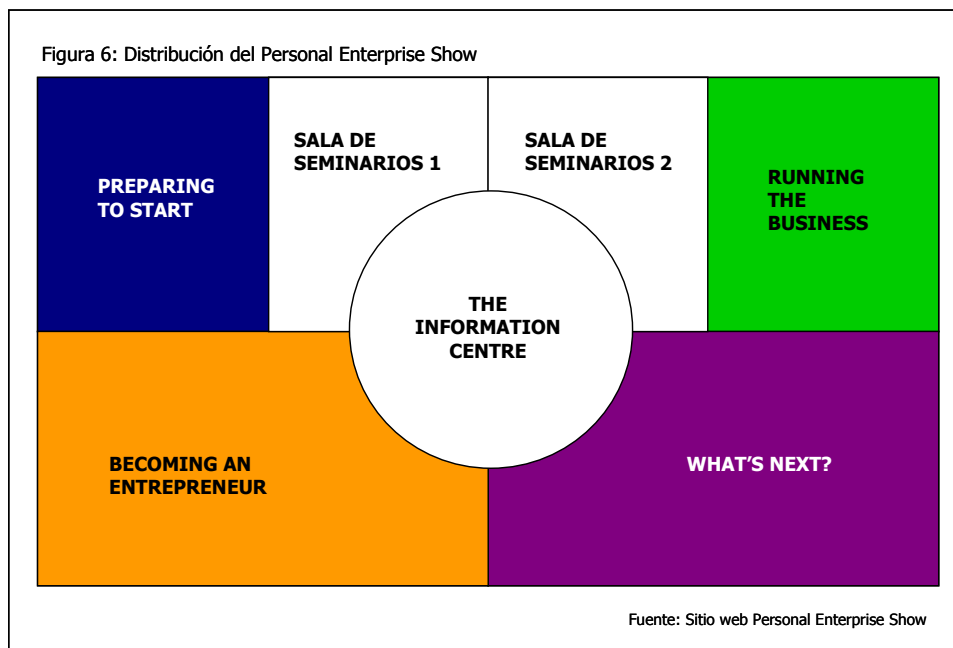 Figura 6: Distribución del Personal Enterprise Show
PREPARING
TO START
SALA DE
SEMINARIOS 1
SALA DE
SEMINARIOS 2
RUNNING
THE
BUSINESS
THE
INFORMATION
CENTRE
BECOMING AN
ENTREPRENEUR
WHAT'S NEXT?
Fuente: Sitio web Personal Enterprise Show